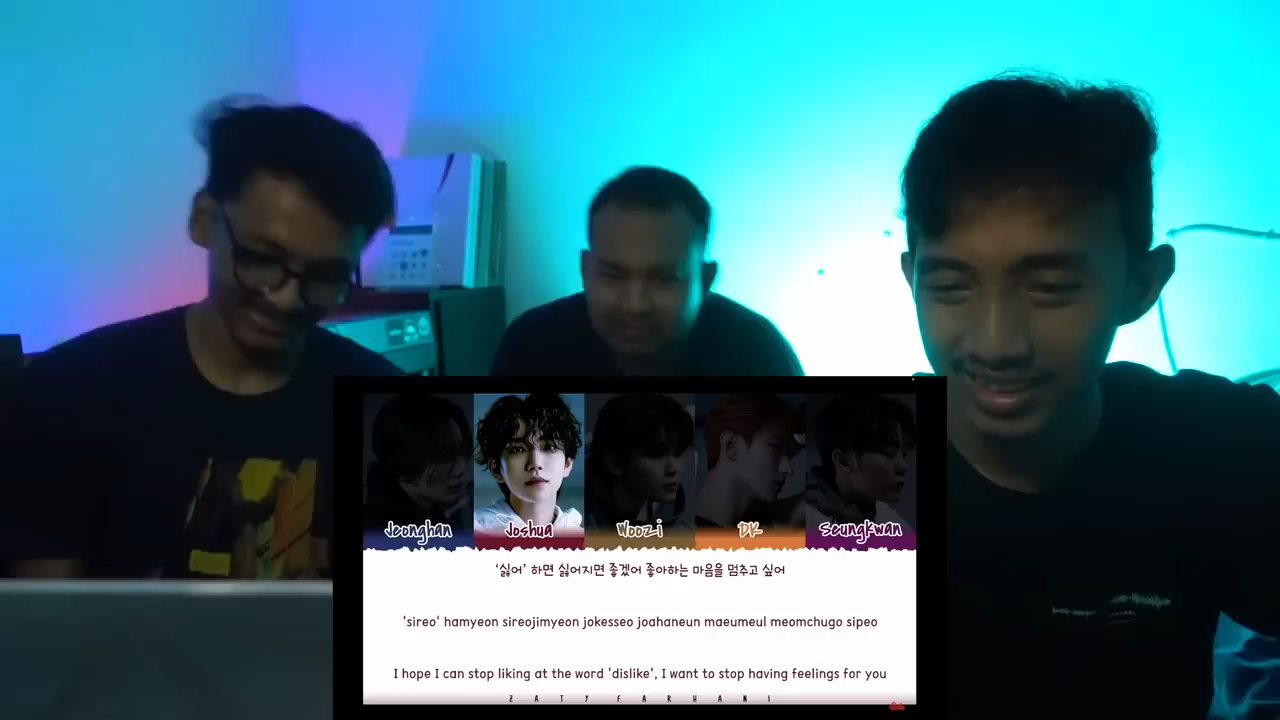 Jeonghan Joshua Woozi DK Seungkwan
'싫어' 하면 싫어지면 좋겠어 좋아하는 마음을 멈추고 싶어
'sireo' hamyeon sireojimyeon jokesseo joahaneun maeumeul meomchugo sipeo
I hope I can stop liking at the word 'dislike', I want to stop having feelings for you
ZATY FARHANI